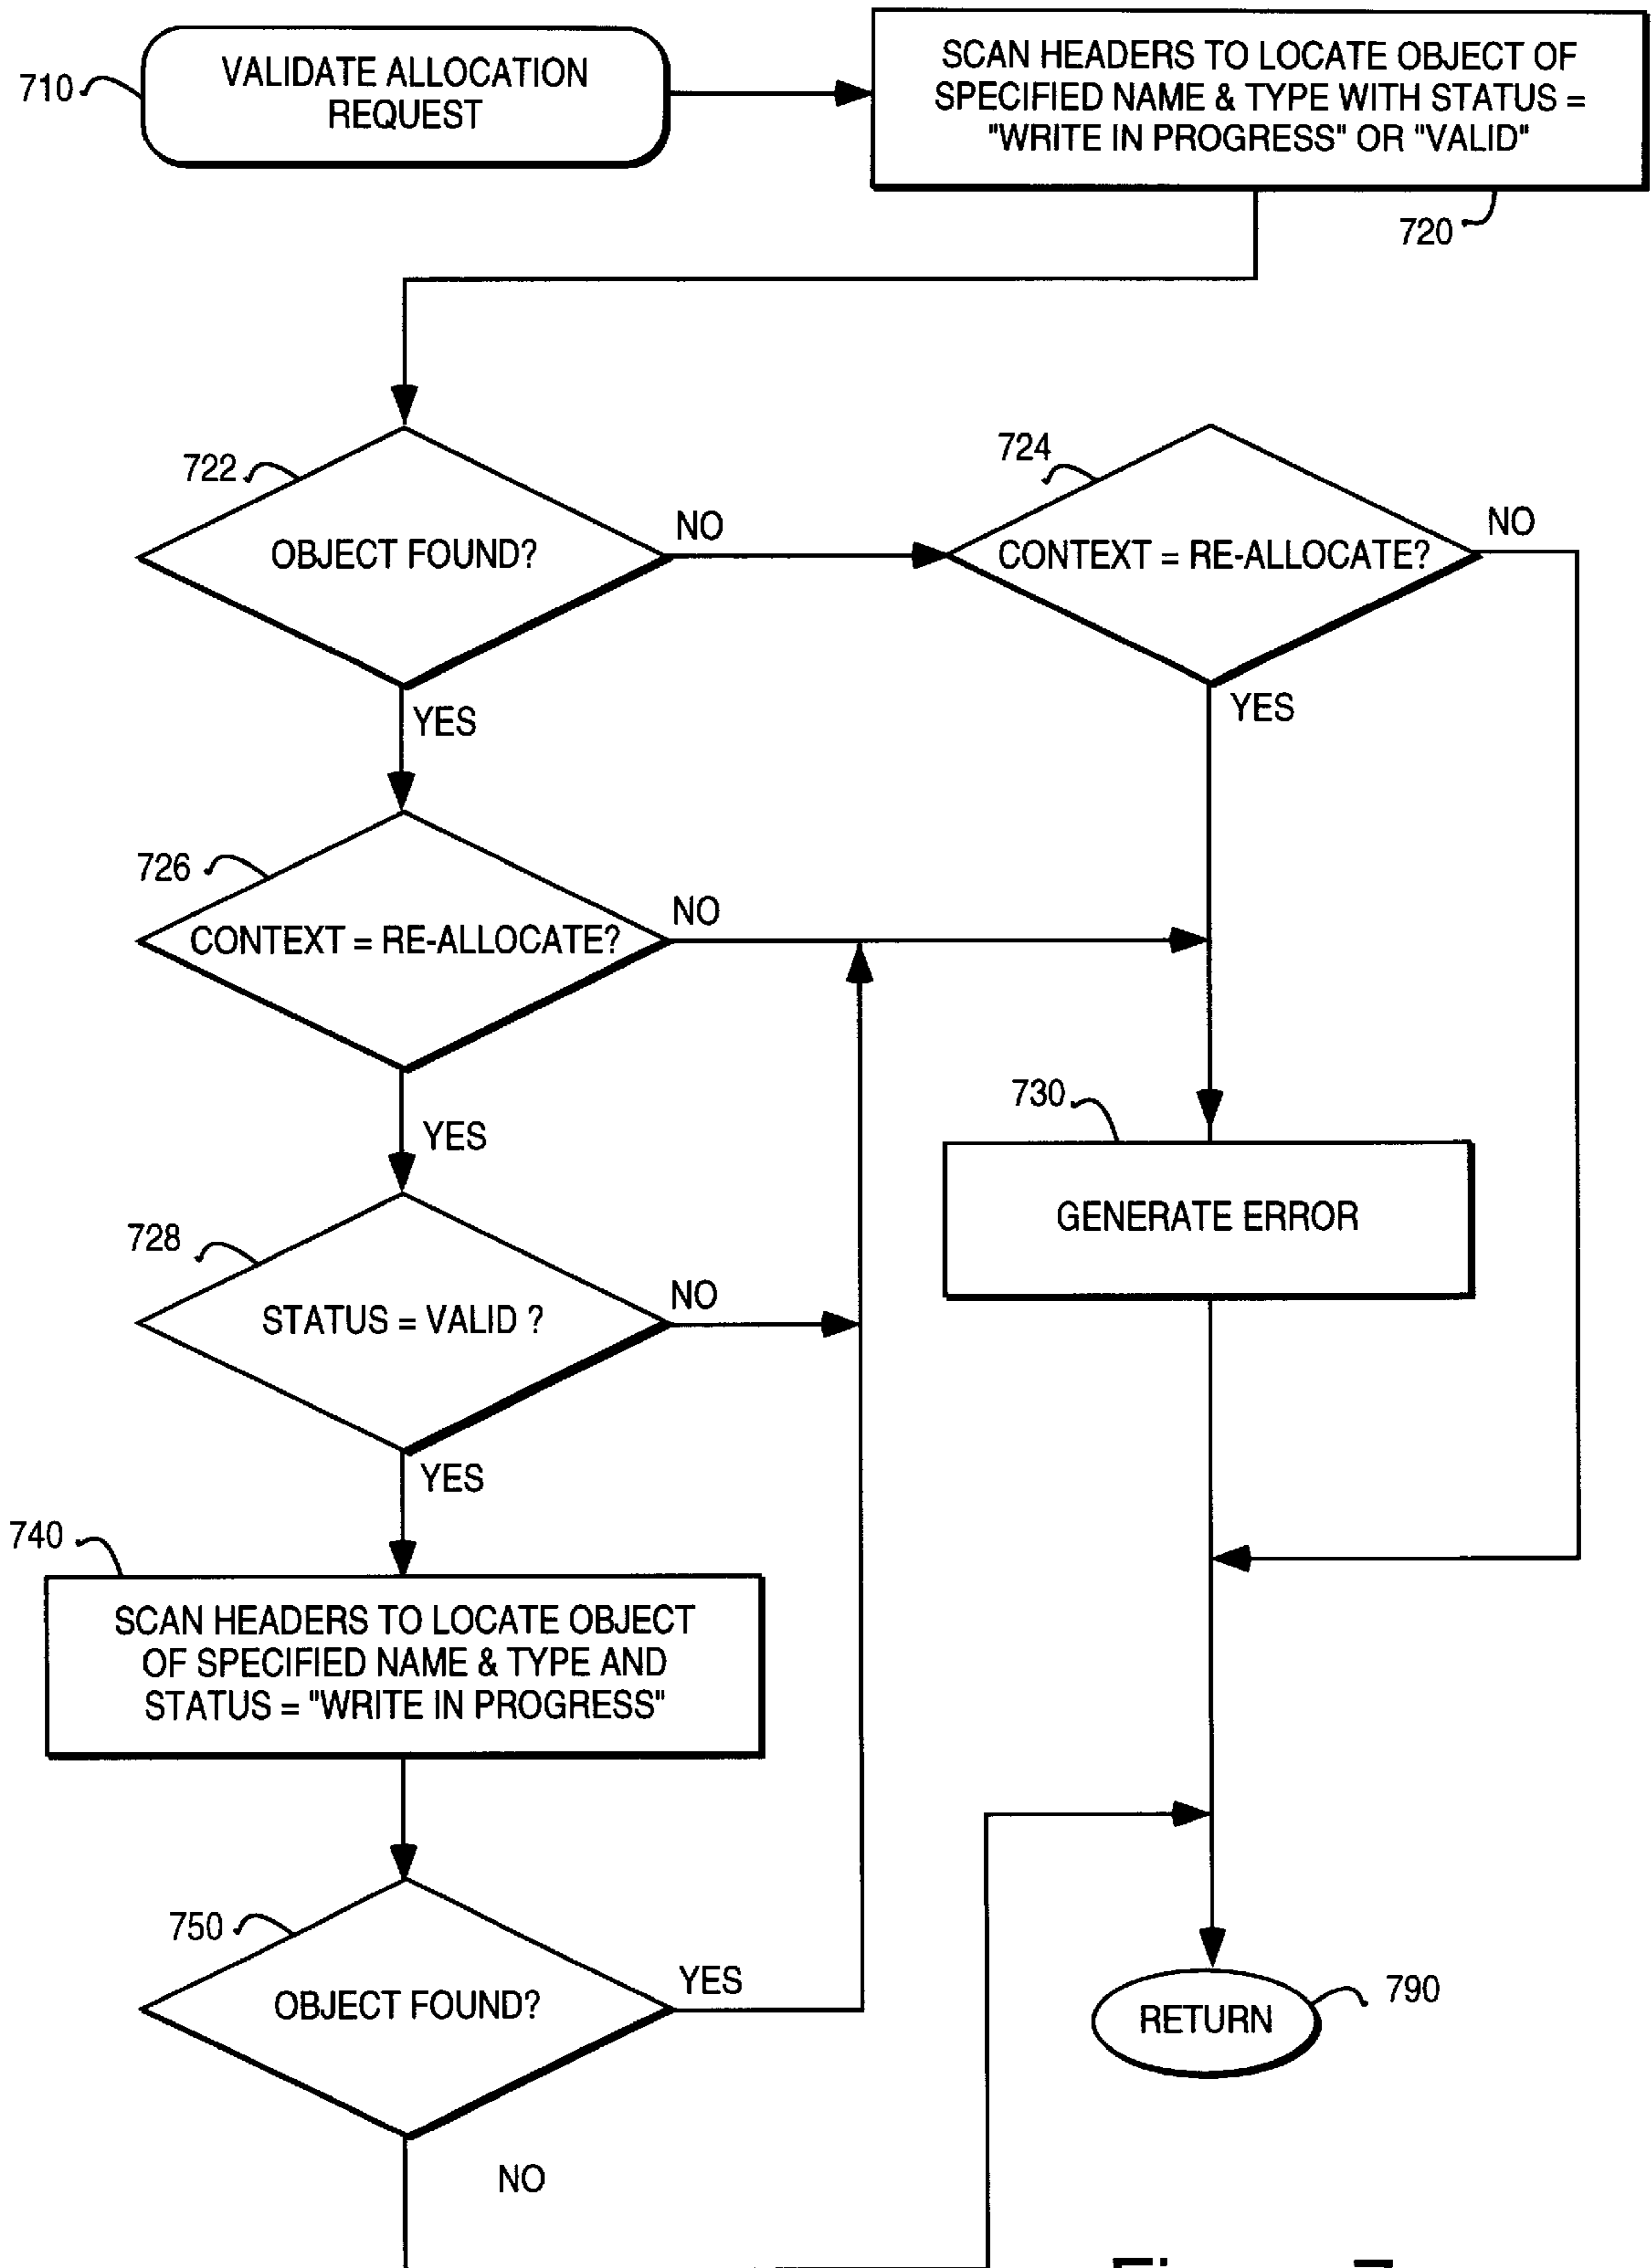 710
VALIDATE ALLOCATION
REQUEST
SCAN HEADERS TO LOCATE OBJECT OF
SPECIFIED NAME & TYPE WITH STATUS =
"WRITE IN PROGRESS" OR "VALID"
720
722
OBJECT FOUND?
NO
YES
724
CONTEXT = RE-ALLOCATE?
NO
YES
726
CONTEXT = RE-ALLOCATE?
NO
YES
730
GENERATE ERROR
728
STATUS = VALID ?
NO
YES
740
SCAN HEADERS TO LOCATE OBJECT
OF SPECIFIED NAME & TYPE AND
STATUS = "WRITE IN PROGRESS"
750
OBJECT FOUND?
YES
NO
RETURN
790